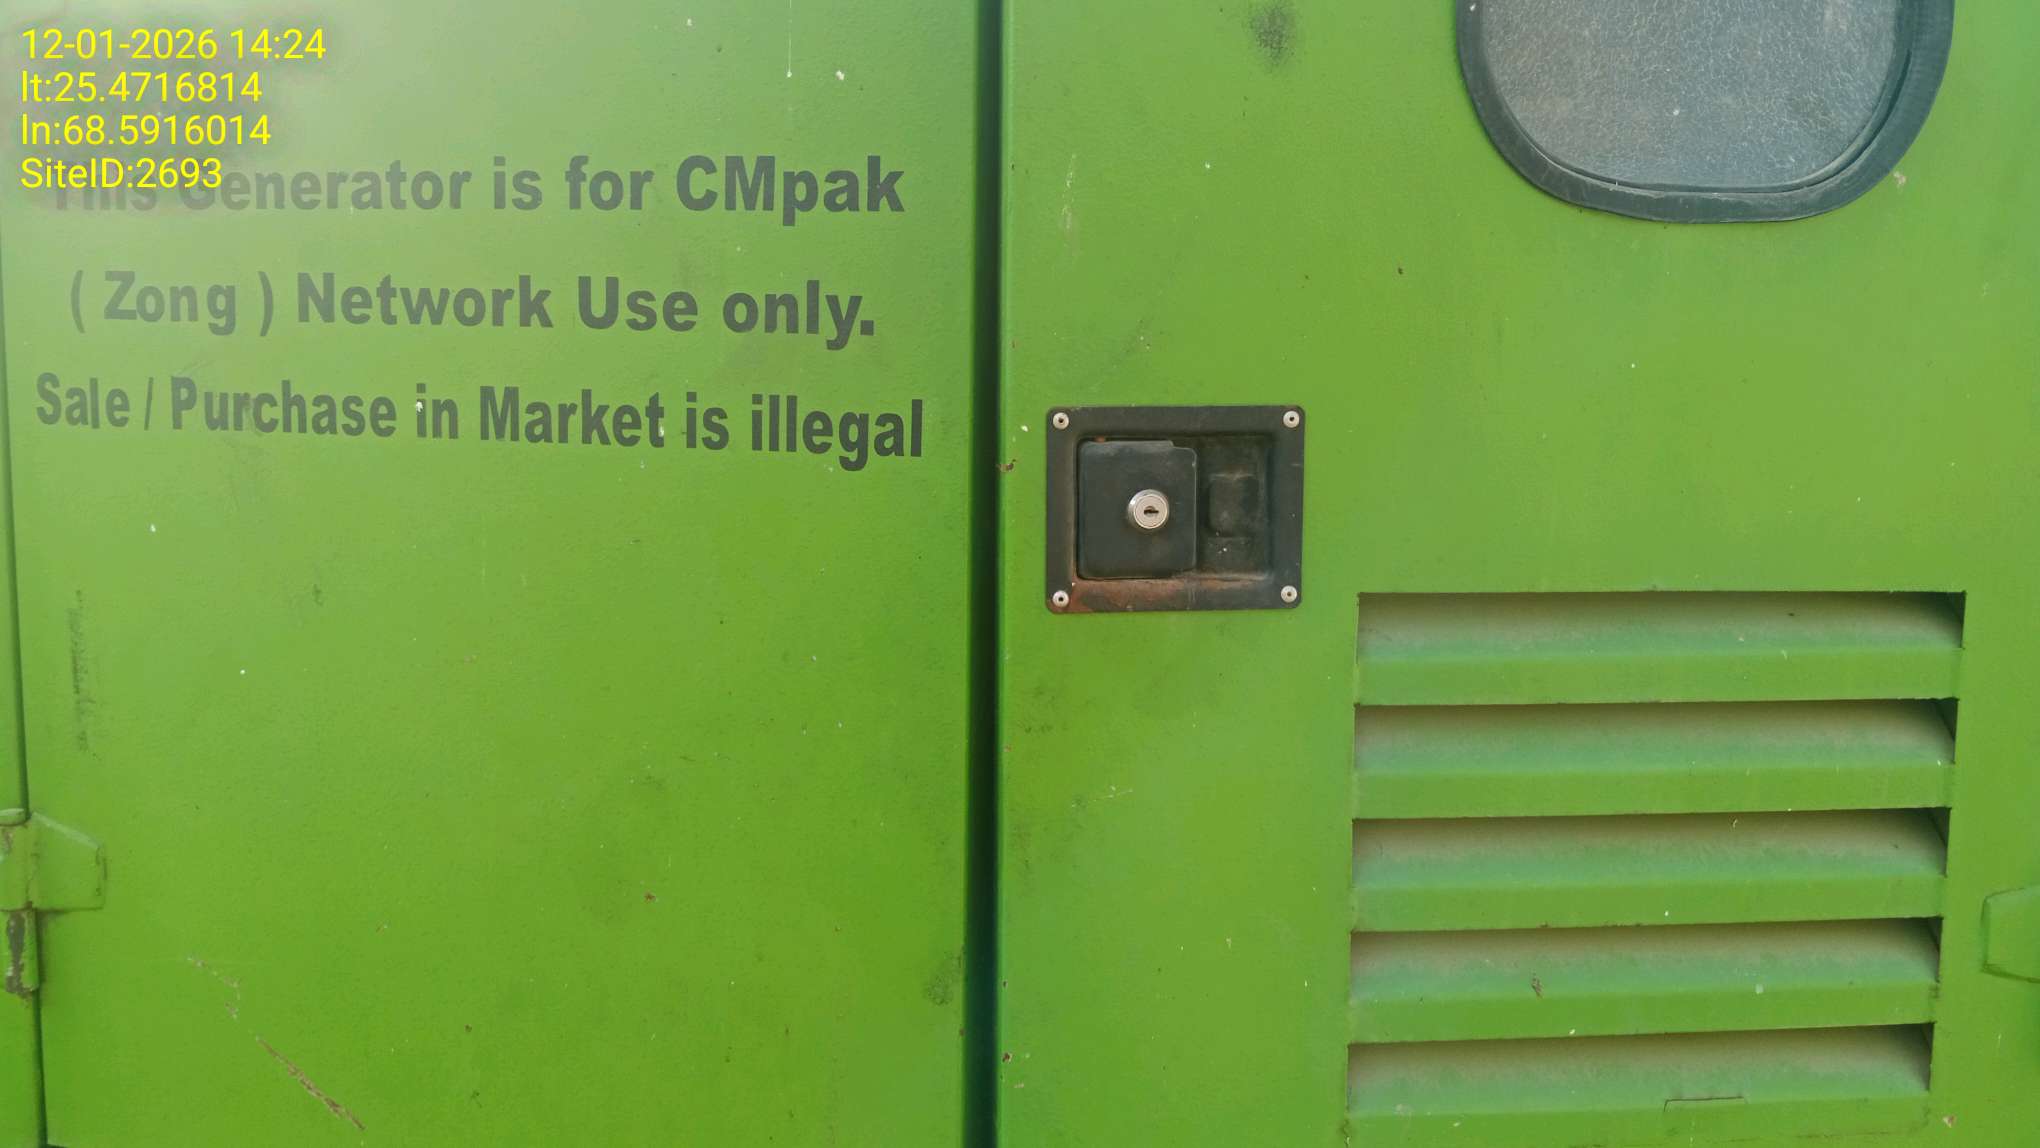 12-01-2026 14:24
lt:25.4716814
ln:68.5916014
SiteID:2693
This Generator is for CMpak
( Zong ) Network Use only.
Sale / Purchase in Market is illegal